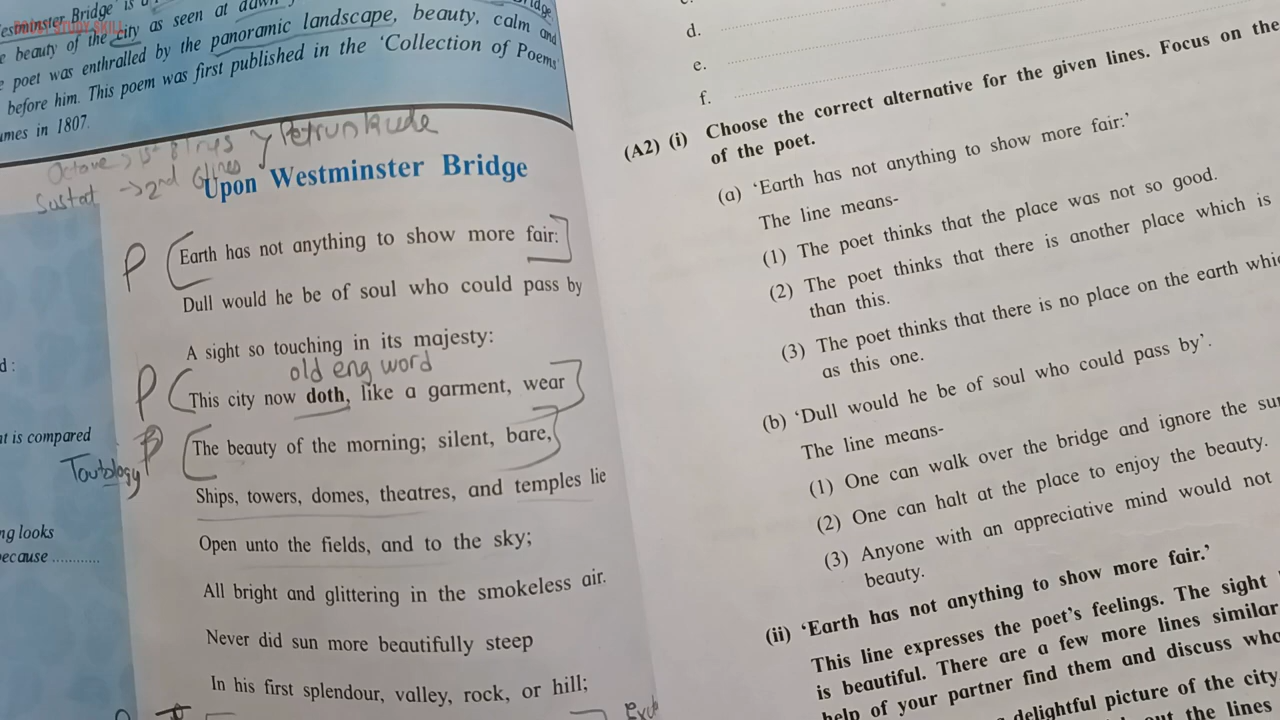 estminster Bridge' is
e beauty of the city as seen at dawn
e poet was enthralled by the panoramic landscape, beauty, calm and
before him. This poem was first published in the 'Collection of Poems'
umes in 1807.
STUDY SKILL
Bridge
Octave → 1st 8 lines
Petrunkude
Sustat → 2nd 6 lines
Upon Westminster Bridge
P
Earth has not anything to show more fair:
Dull would he be of soul who could pass by
A sight so touching in its majesty:
old eng word
P
This city now doth, like a garment, wear
P
The beauty of the morning; silent, bare,
Toutology
Ships, towers, domes, theatres, and temples lie
Open unto the fields, and to the sky;
All bright and glittering in the smokeless air.
Never did sun more beautifully steep
In his first splendour, valley, rock, or hill;
d:
at is compared
ng looks
ecause ............
d.
e.
f.
(A2) (i) Choose the correct alternative for the given lines. Focus on the
of the poet.
(a) 'Earth has not anything to show more fair:'
The line means-
(1) The poet thinks that the place was not so good.
(2) The poet thinks that there is another place which is
than this.
(3) The poet thinks that there is no place on the earth
as this one.
(b) 'Dull would he be of soul who could pass by'.
The line means-
(1) One can walk over the bridge and ignore the
(2) One can halt at the place to enjoy the beauty.
(3) Anyone with an appreciative mind would not
beauty.
(ii) 'Earth has not anything to show more fair.'
This line expresses the poet's feelings. The sight
is beautiful. There are a few more lines similar
help of your partner find them and discuss
delightful picture of the city
out the lines